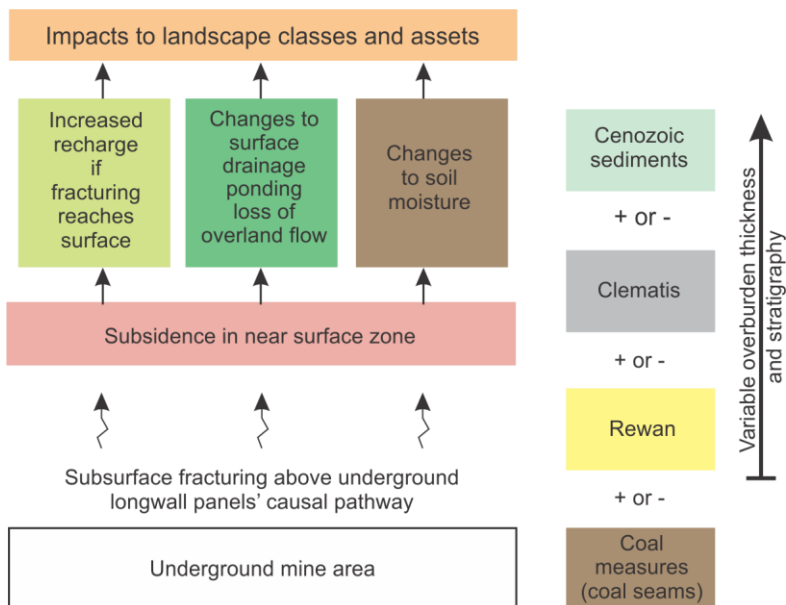 Impacts to landscape classes and assets
Increased
recharge
if
fracturing
reaches
surface
Changes to
surface
drainage
ponding
loss of
overland flow
Changes
to soil
moisture
Subsidence in near surface zone
Subsurface fracturing above underground
longwall panels' causal pathway
Underground mine area
Cenozoic
sediments
+ or -
Clematis
+ or -
Rewan
+ or -
Coal
measures
(coal seams)
Variable overburden thickness
and stratigraphy